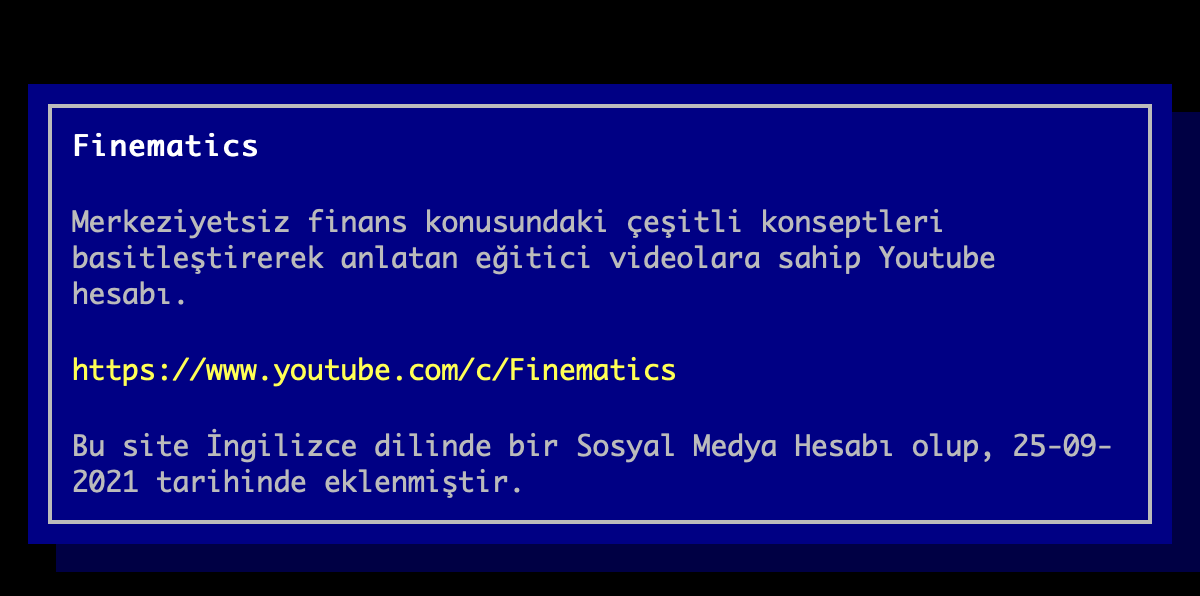 Finematics
Merkeziyetsiz finans konusundaki çeşitli konseptleri
basitleştirerek anlatan eğitici videolara sahip Youtube
hesabı.
https://www.youtube.com/c/Finematics
Bu site İngilizce dilinde bir Sosyal Medya Hesabı olup, 25-09-
2021 tarihinde eklenmiştir.